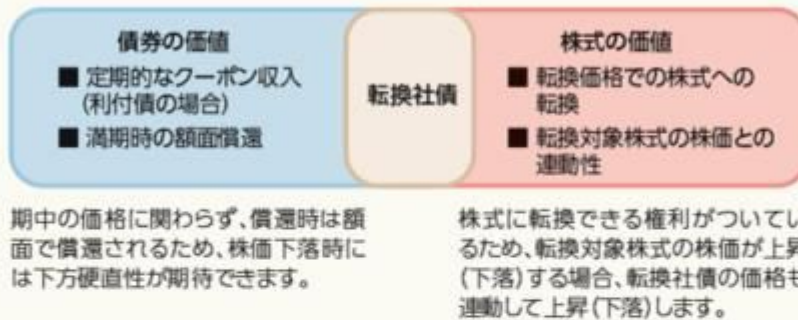 債券の価値
■ 定期的なクーポン収入
(利付債の場合)
■ 満期時の額面償還
転換社債
株式の価値
■ 転換価格での株式への
転換
■ 転換対象株式の株価との
連動性
期中の価格に関わらず、償還時は額
面で償還されるため、株価下落時に
は下方硬直性が期待できます。
株式に転換できる権利がついてい
るため、転換対象株式の株価が上昇
(下落)する場合、転換社債の価格も
連動して上昇(下落)します。